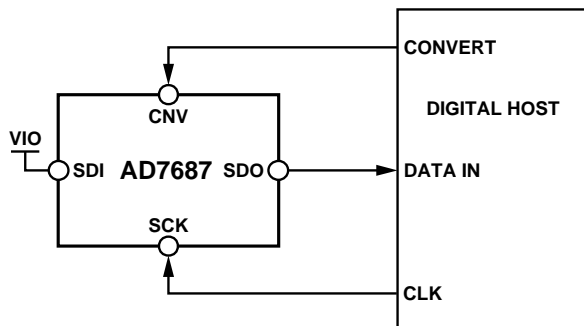 CONVERT
DIGITAL HOST
CNV
VIO
SDI AD7687 SDO
DATA IN
SCK
CLK